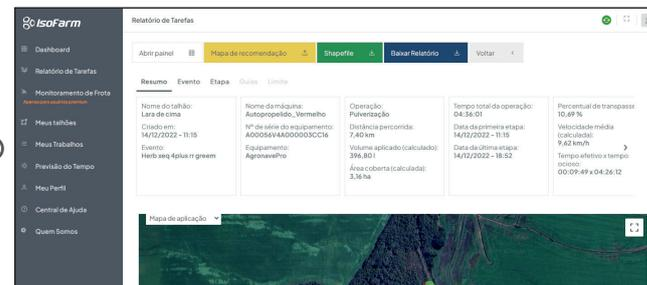 IsoFarm
Relatório de Tarefas
Dashboard
Relatório de Tarefas
Monitoramento de Frota
Apenas para usuários premium
Meus talhões
Meus Trabalhos
Previsão do Tempo
Meu Perfil
Central de Ajuda
Quem Somos
Abrir painel
Mapa de recomendação
Shapefile
Baixar Relatório
Voltar
Resumo Evento Etapa Guias Limite
Nome do talhão:
Lara de cima
Criado em:
14/12/2022 - 11:15
Evento:
Herb xeq 4plus rr greem
Nome da máquina:
Autopropelido_Vermelho
Nº de série do equipamento:
A00056V4A000003CC16
Equipamento:
AgronavePro
Operação:
Pulverização
Distância percorrida:
7,40 km
Volume aplicado (calculado):
396,80 l
Área coberta (calculada):
3,16 ha
Tempo total da operação:
04:36:01
Data da primeira etapa:
14/12/2022 - 11:15
Data da última etapa:
14/12/2022 - 18:52
Percentual de transpasse
10,69 %
Velocidade média
(calculada):
9,62 km/h
Tempo efetivo x tempo
ocioso:
00:09:49 x 04:26:12
Mapa de aplicação